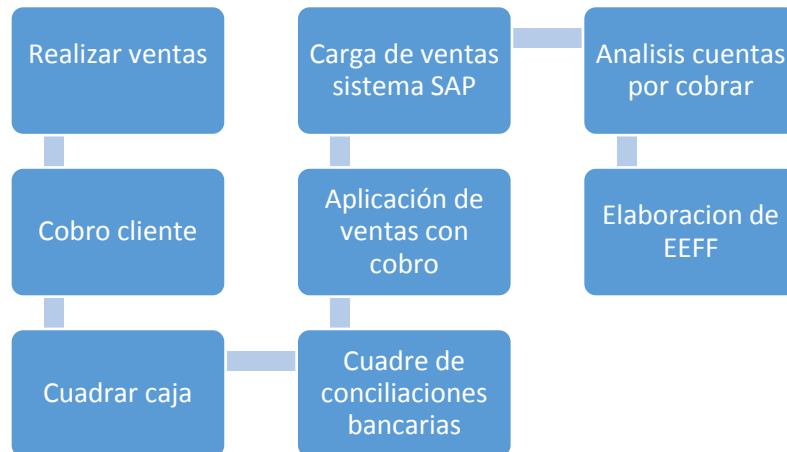 Realizar ventas
Cobro cliente
Cuadrar caja
Cuadre de
conciliaciones
bancarias
Aplicación de
ventas con
cobro
Carga de ventas
sistema SAP
Analisis cuentas
por cobrar
Elaboracion de
EEFF